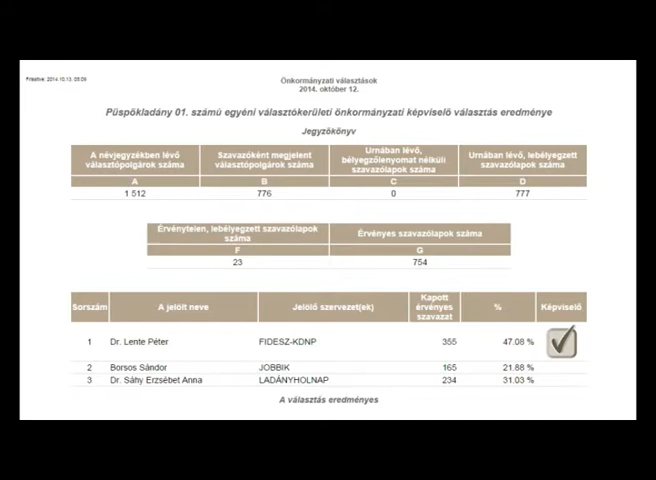 Frissítve: 2014.10.13. 05:09
Önkormányzati választások
2014. október 12.
Püspökladány 01. számú egyéni választókerületi önkormányzati képviselő választás eredménye
Jegyzőkönyv
A névjegyzékben lévő választópolgárok száma
Szavazóként megjelent választópolgárok száma
Urnában lévő, bélyegzőlenyomat nélküli szavazólapok száma
Urnában lévő, lebélyegzett szavazólapok száma
A B C D
1 512 776 0 777
Érvénytelen, lebélyegzett szavazólapok száma
Érvényes szavazólapok száma
F G
23 754
Sorszám A jelölt neve Jelölő szervezet(ek) Kapott érvényes szavazat % Képviselő
1 Dr. Lente Péter FIDESZ-KDNP 355 47.08 %
2 Borsos Sándor JOBBIK 165 21.88 %
3 Dr. Sáhy Erzsébet Anna LADÁNYHOLNAP 234 31.03 %
A választás eredményes